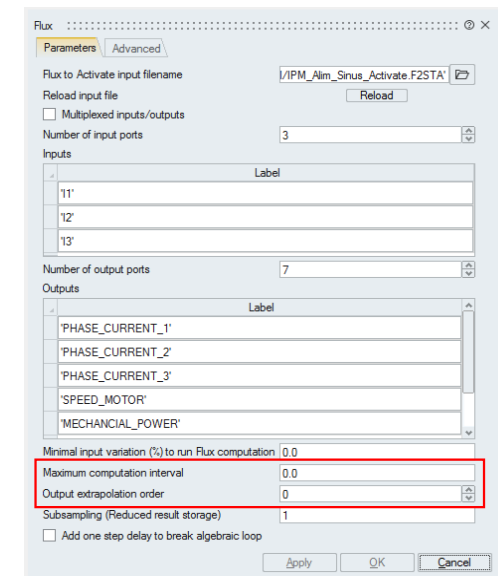 Flux
Parameters Advanced
Flux to Activate input filename I/IPM_Alim_Sinus_Activate.F2STA'
Reload input file Reload
Multiplexed inputs/outputs
Number of input ports 3
Inputs
Label
'I1'
'I2'
'I3'
Number of output ports 7
Outputs
Label
'PHASE_CURRENT_1'
'PHASE_CURRENT_2'
'PHASE_CURRENT_3'
'SPEED_MOTOR'
'MECHANCIAL_POWER'
Minimal input variation (%) to run Flux computation 0.0
Maximum computation interval 0.0
Output extrapolation order 0
Subsampling (Reduced result storage) 1
Add one step delay to break algebraic loop
Apply OK Cancel